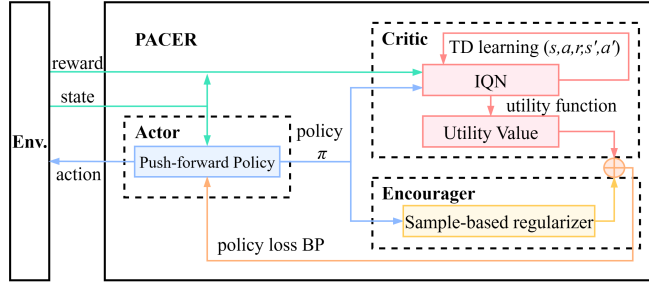 PACER
Critic
TD learning (s,a,r,s',a')
reward
IQN
state
utility function
Env.
Actor
policy
π
Utility Value
Push-forward Policy
action
Encourager
Sample-based regularizer
policy loss BP